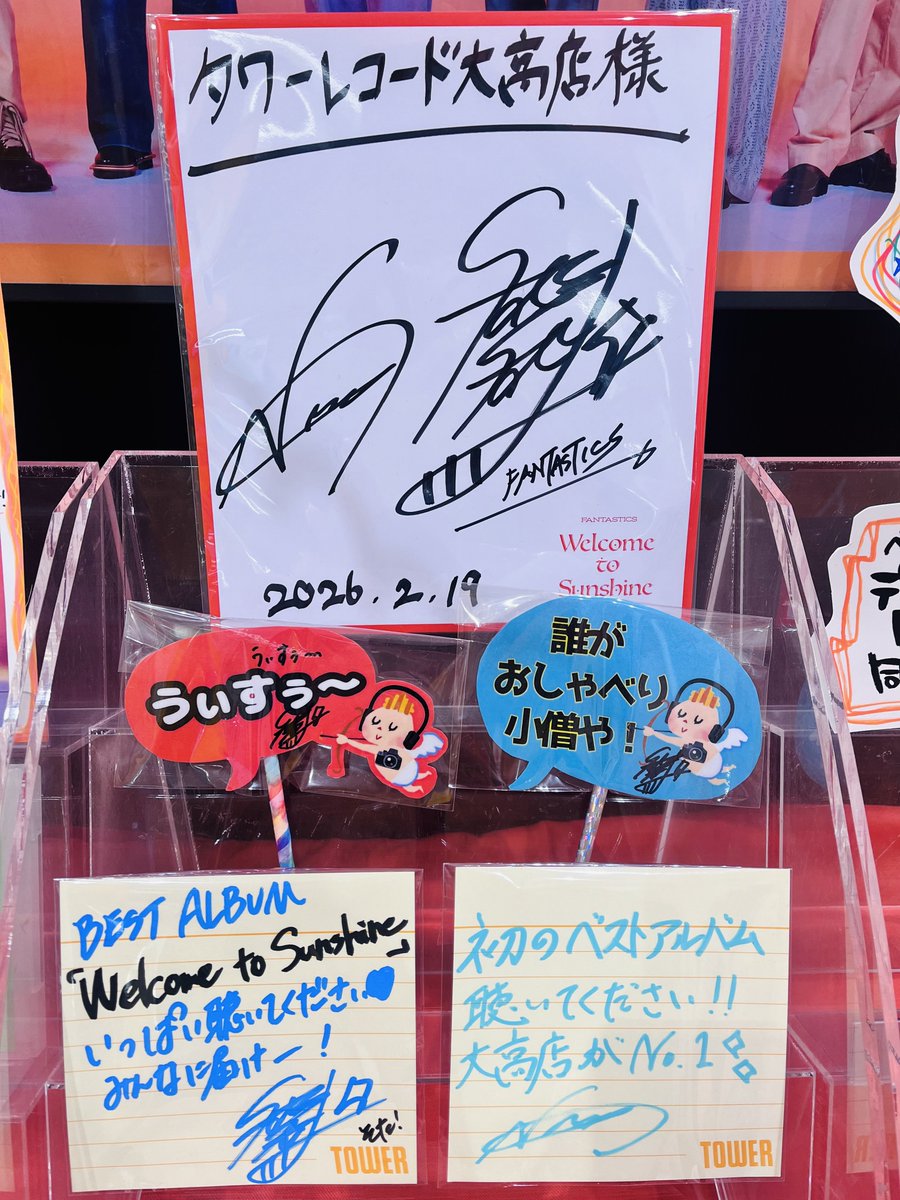 タワーレコード大高店様
FANTASTICS
FANTASTICS
Welcome
to
Sunshine
2026.2.19
うぃすぅ〜
うぃすぅ〜
誰が
おしゃべり
小僧や!
BEST ALBUM
「Welcome to Sunshine」
いっぱい聴いてください
みんなに届けー!
TOWER
初のベストアルバム
聴いてください!!
大高店がNo.1
TOWER